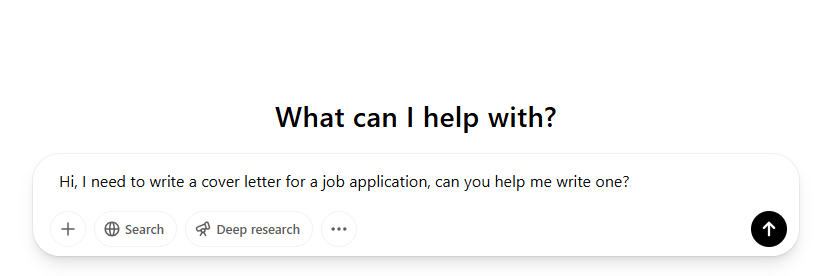 What can I help with?
Hi, I need to write a cover letter for a job application, can you help me write one?
Search
Deep research